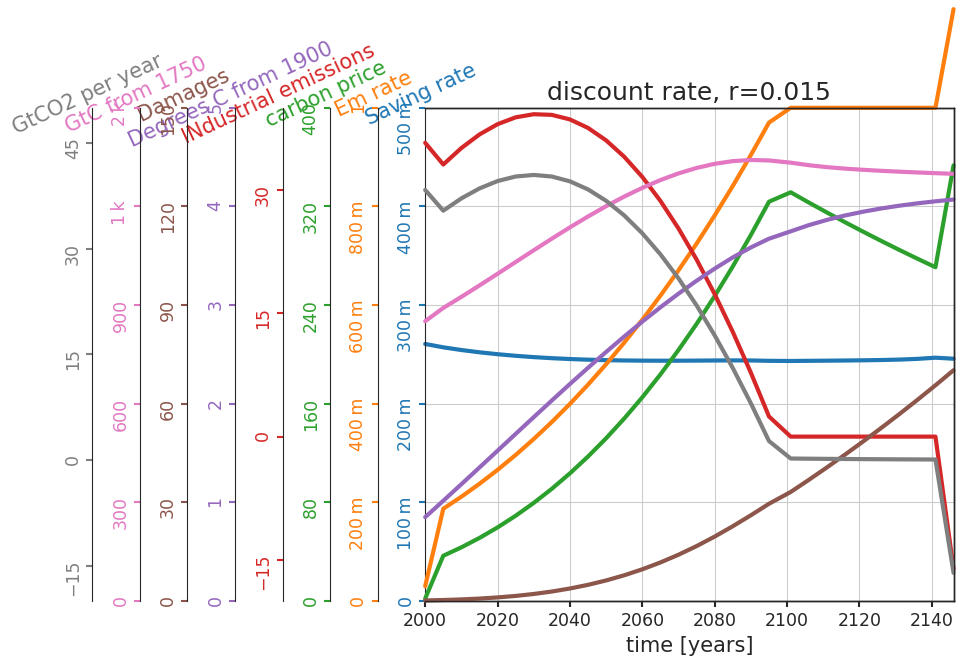 GtCO2 per year
GtC from 1750
Damages
Degrees C from 1900
INdustrial emissions
carbon price
Em rate
Saving rate
discount rate, r=0.015
45
30
15
0
−15
1 k
900
600
300
0
120
90
60
30
0
4
3
2
1
0
30
15
0
−15
400
320
240
160
80
0
800 m
600 m
400 m
200 m
0
500 m
400 m
300 m
200 m
100 m
0
2000
2020
2040
2060
2080
2100
2120
2140
time [years]